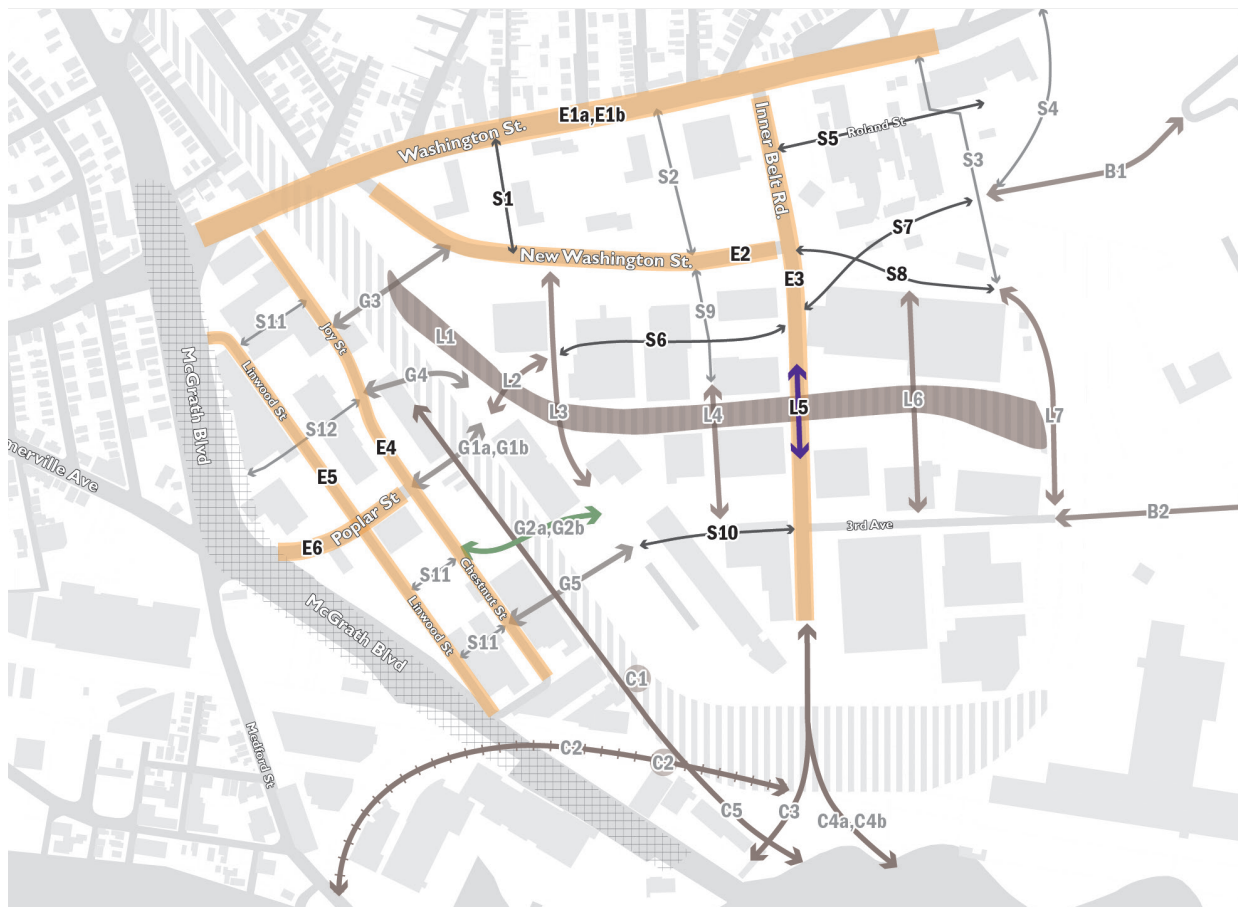 E1a,E1b
Washington St.
Inner Belt Rd.
S5
Roland St
S4
S3
B1
S1
S2
S7
New Washington St.
E2
E3
S8
G3
S9
S11
Joy St
L1
S6
McGrath Blvd
Linwood St
G4
L2
L3
L4
L5
L6
L7
S12
E4
G1a,G1b
merville Ave
E5
Poplar St
E6
G2a,G2b
S10
3rd Ave
B2
S11
Chestnut St
G5
Linwood St
S11
McGrath Blvd
C1
Medford St
C2
C2
C5
C3
C4a,C4b